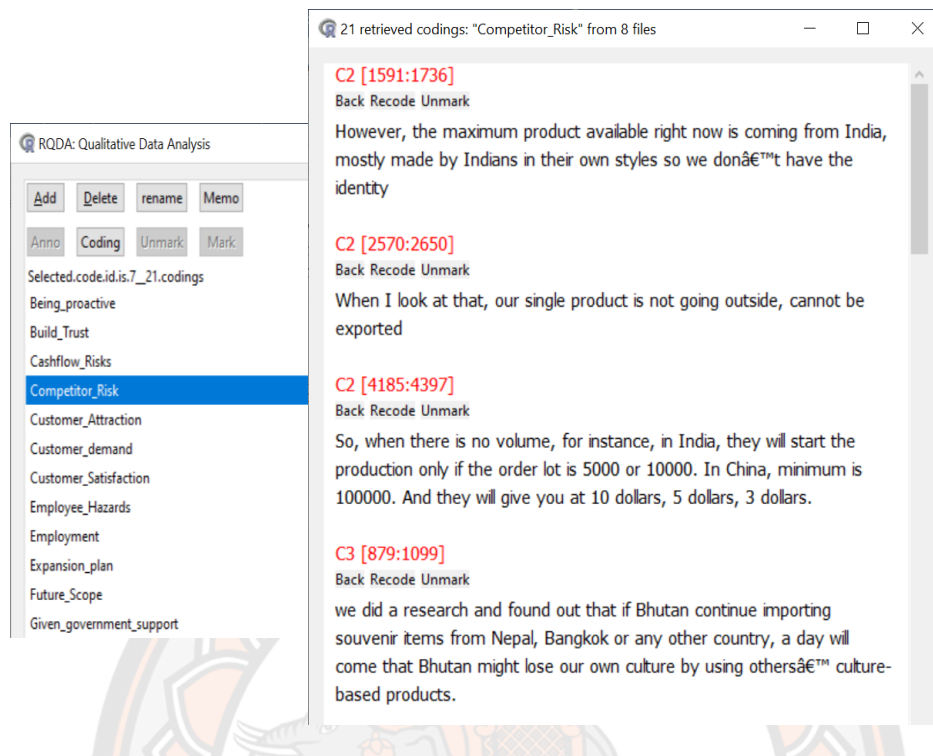 RQDA: Qualitative Data Analysis
Add Delete rename Memo
Anno Coding Unmark Mark
Selected.code.id.is.7__21.codings
Being_proactive
Build_Trust
Cashflow_Risks
Competitor_Risk
Customer_Attraction
Customer_demand
Customer_Satisfaction
Employee_Hazards
Employment
Expansion_plan
Future_Scope
Given_government_support
21 retrieved codings: "Competitor_Risk" from 8 files
C2 [1591:1736]
Back Recode Unmark
However, the maximum product available right now is coming from India,
mostly made by Indians in their own styles so we donâ€™t have the
identity
C2 [2570:2650]
Back Recode Unmark
When I look at that, our single product is not going outside, cannot be
exported
C2 [4185:4397]
Back Recode Unmark
So, when there is no volume, for instance, in India, they will start the
production only if the order lot is 5000 or 10000. In China, minimum is
100000. And they will give you at 10 dollars, 5 dollars, 3 dollars.
C3 [879:1099]
Back Recode Unmark
we did a research and found out that if Bhutan continue importing
souvenir items from Nepal, Bangkok or any other country, a day will
come that Bhutan might lose our own culture by using othersâ€™ culture-
based products.